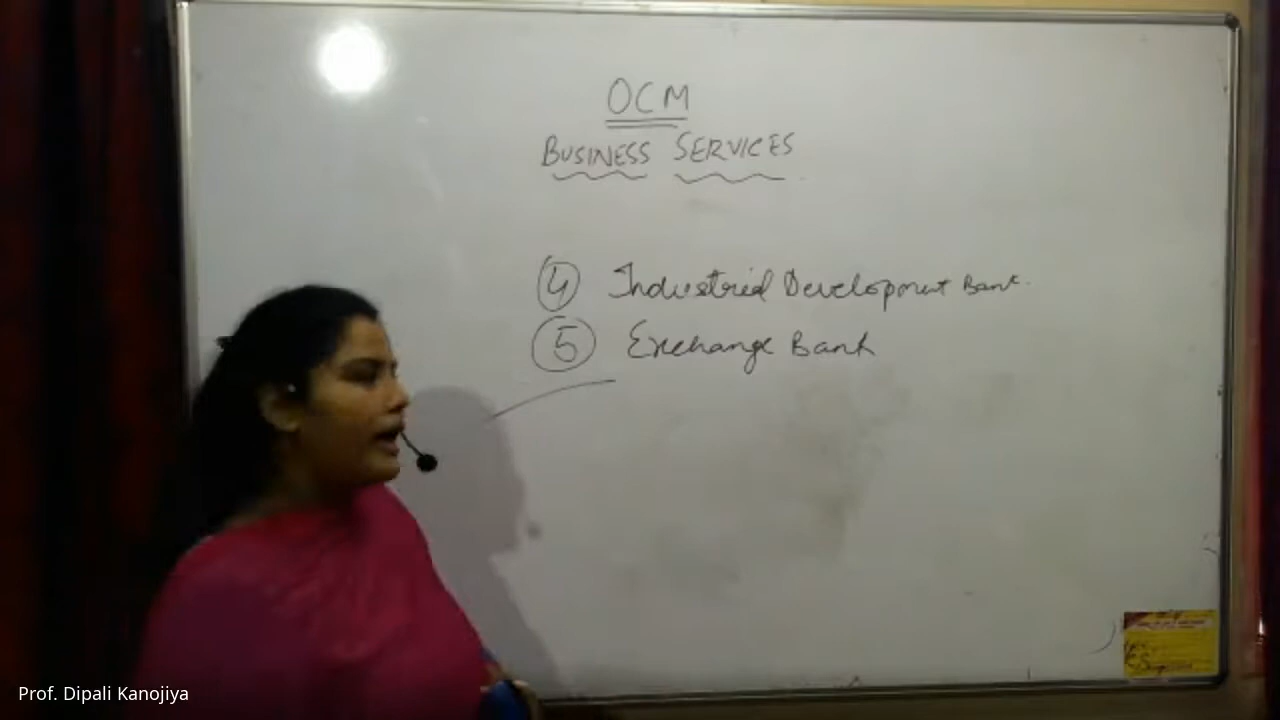 OCM
BUSINESS SERVICES
4 Industrial Development Bank.
5 Exchange Bank
Prof. Dipali Kanojiya